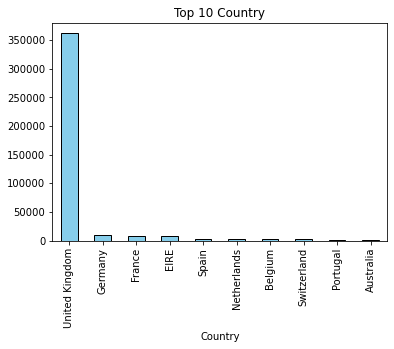 Top 10 Country
350000
300000
250000
200000
150000
100000
50000
0
United Kingdom
Germany
France
EIRE
Spain
Netherlands
Belgium
Switzerland
Portugal
Australia
Country